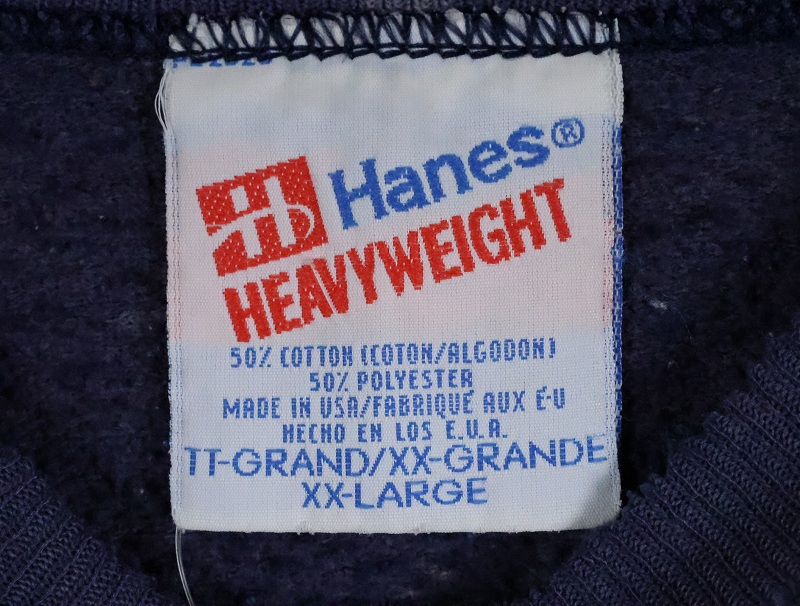 Hanes®
HEAVYWEIGHT
50% COTTON (COTON/ALGODON)
50% POLYESTER
MADE IN USA/FABRIQUÉ AUX É-U
HECHO EN LOS E.U.A.
TT-GRAND/XX-GRANDE
XX-LARGE